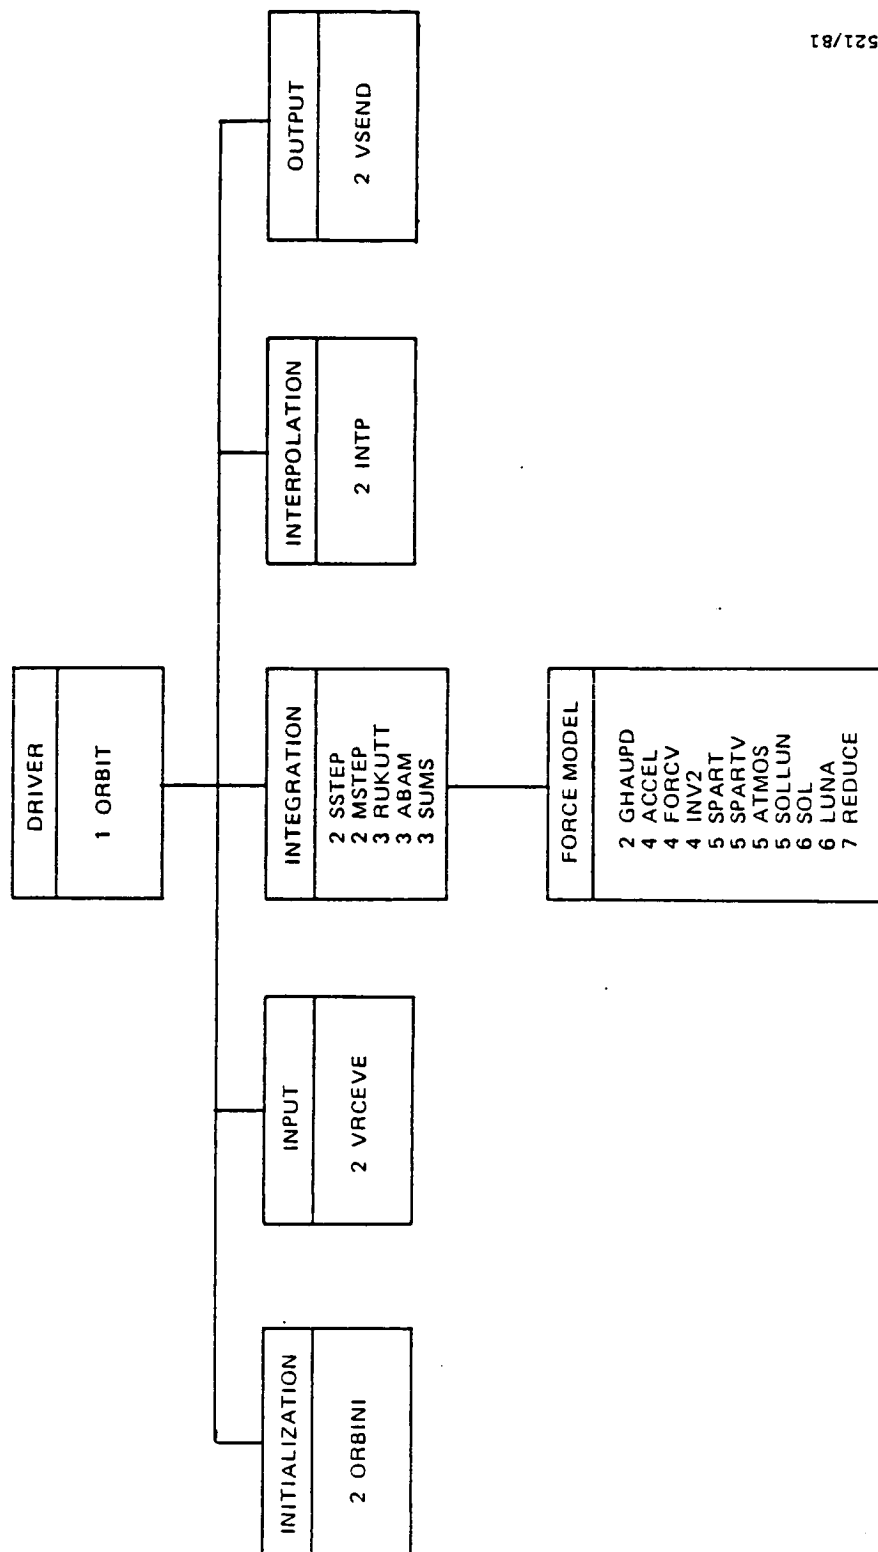 DRIVER
1 ORBIT
INITIALIZATION
2 ORBINI
INPUT
2 VRCEVE
INTEGRATION
2 SSTEP
2 MSTEP
3 RUKUTT
3 ABAM
3 SUMS
INTERPOLATION
2 INTP
OUTPUT
2 VSEND
FORCE MODEL
2 GHAUPD
4 ACCEL
4 FORCV
4 INV2
5 SPART
5 SPARTV
5 ATMOS
5 SOLLUN
6 SOL
6 LUNA
7 REDUCE
521/81